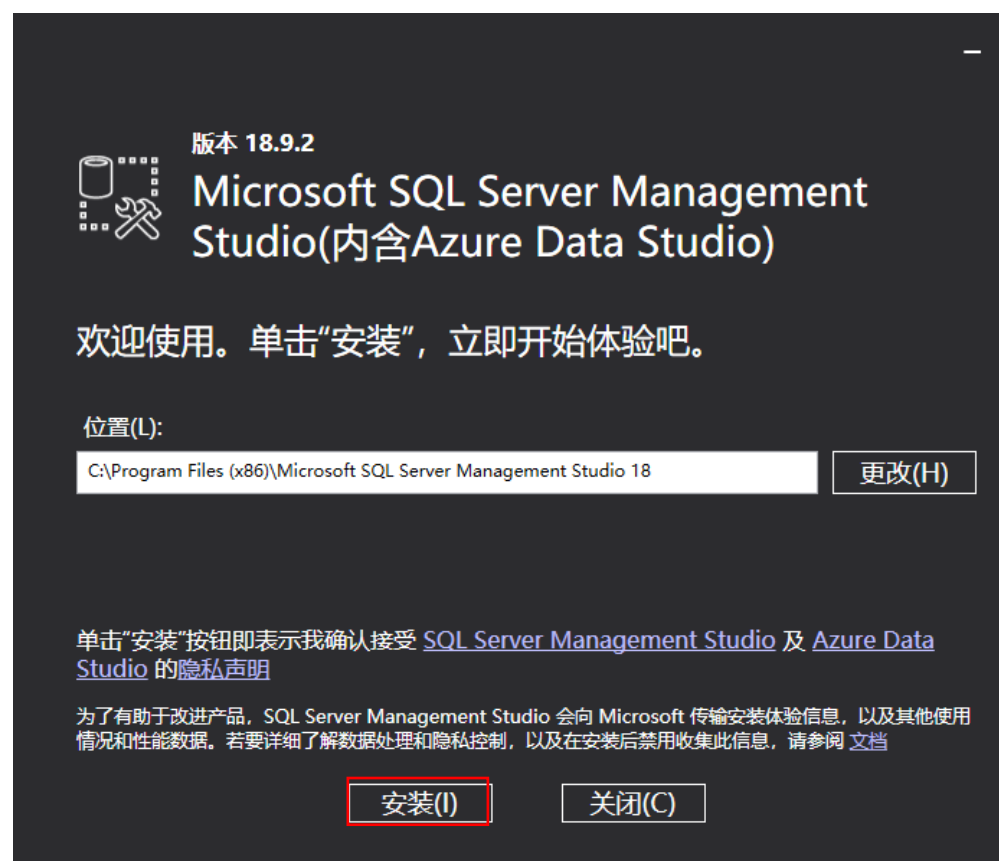 版本 18.9.2
Microsoft SQL Server Management
Studio(内含Azure Data Studio)
欢迎使用。单击“安装”，立即开始体验吧。
位置(L):
C:\Program Files (x86)\Microsoft SQL Server Management Studio 18
更改(H)
单击“安装”按钮即表示我确认接受 SQL Server Management Studio 及 Azure Data
Studio 的隐私声明
为了有助于改进产品，SQL Server Management Studio 会向 Microsoft 传输安装体验信息，以及其他使用
情况和性能数据。若要详细了解数据处理和隐私控制，以及在安装后禁用收集此信息，请参阅 文档
安装(I)
关闭(C)